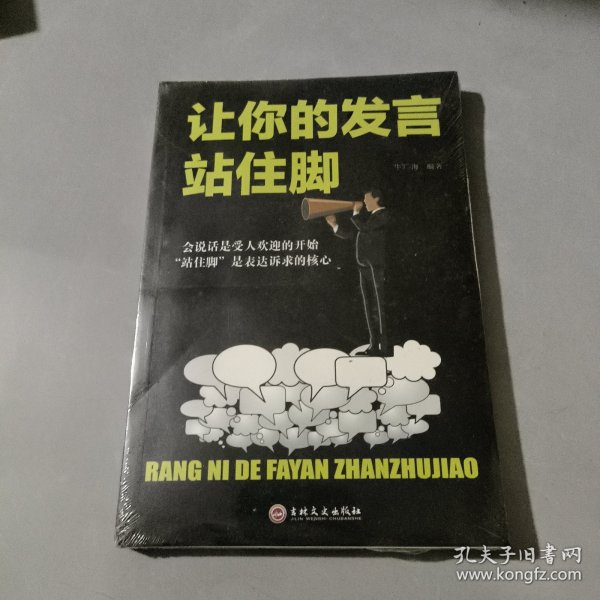 让你的发言
站住脚
海 编著
会说话是受人欢迎的开始
“站住脚”是表达诉求的核心
RANG NI DE FAYAN ZHANZHUJIAO
吉林文史出版社
JILIN WENSHI CHUBANSHE
孔夫子旧书网
www.kongfz.com